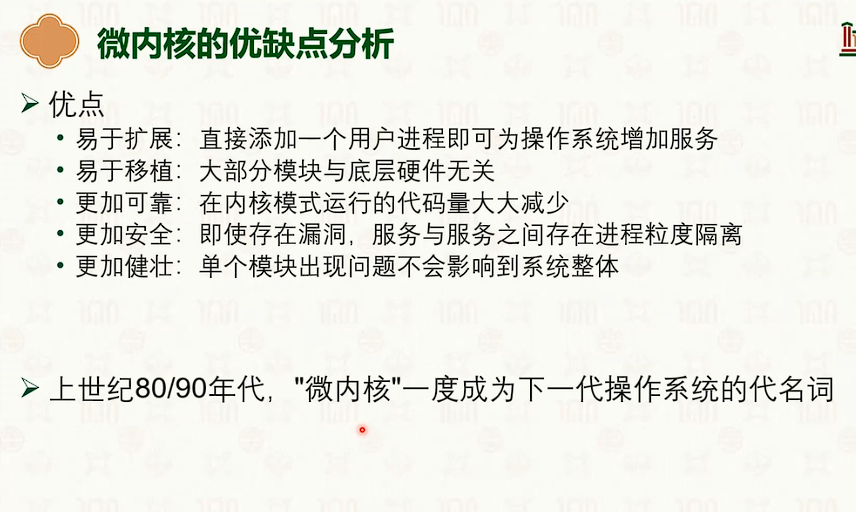 微内核的优缺点分析
优点
易于扩展：直接添加一个用户进程即可为操作系统增加服务
易于移植：大部分模块与底层硬件无关
更加可靠：在内核模式运行的代码量大大减少
更加安全：即使存在漏洞，服务与服务之间存在进程粒度隔离
更加健壮：单个模块出现问题不会影响到系统整体
上世纪80/90年代，"微内核"一度成为下一代操作系统的代名词